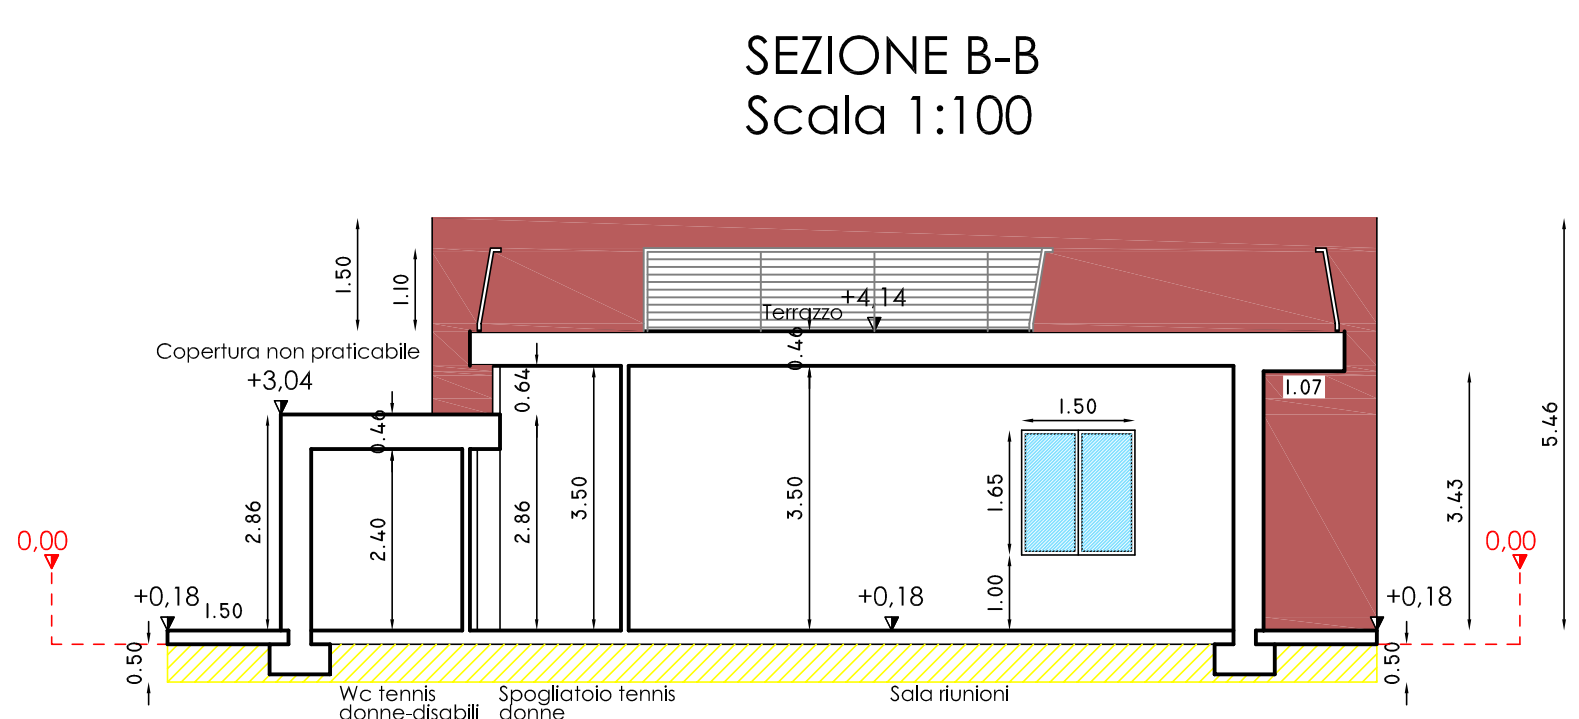 SEZIONE B-B
Scala 1:100
1.50
1.10
+4,14
Terrazzo
0.46
Copertura non praticabile
+3,04
0.64
1.07
1.50
5.46
0.46
2.86
2.40
2.86
3.50
3.50
1.65
3.43
0,00
0,00
+0,18
1.50
+0,18
1.00
+0,18
0.50
0.50
Wc tennis
donne-disabili
Spogliatoio tennis
donne
Sala riunioni